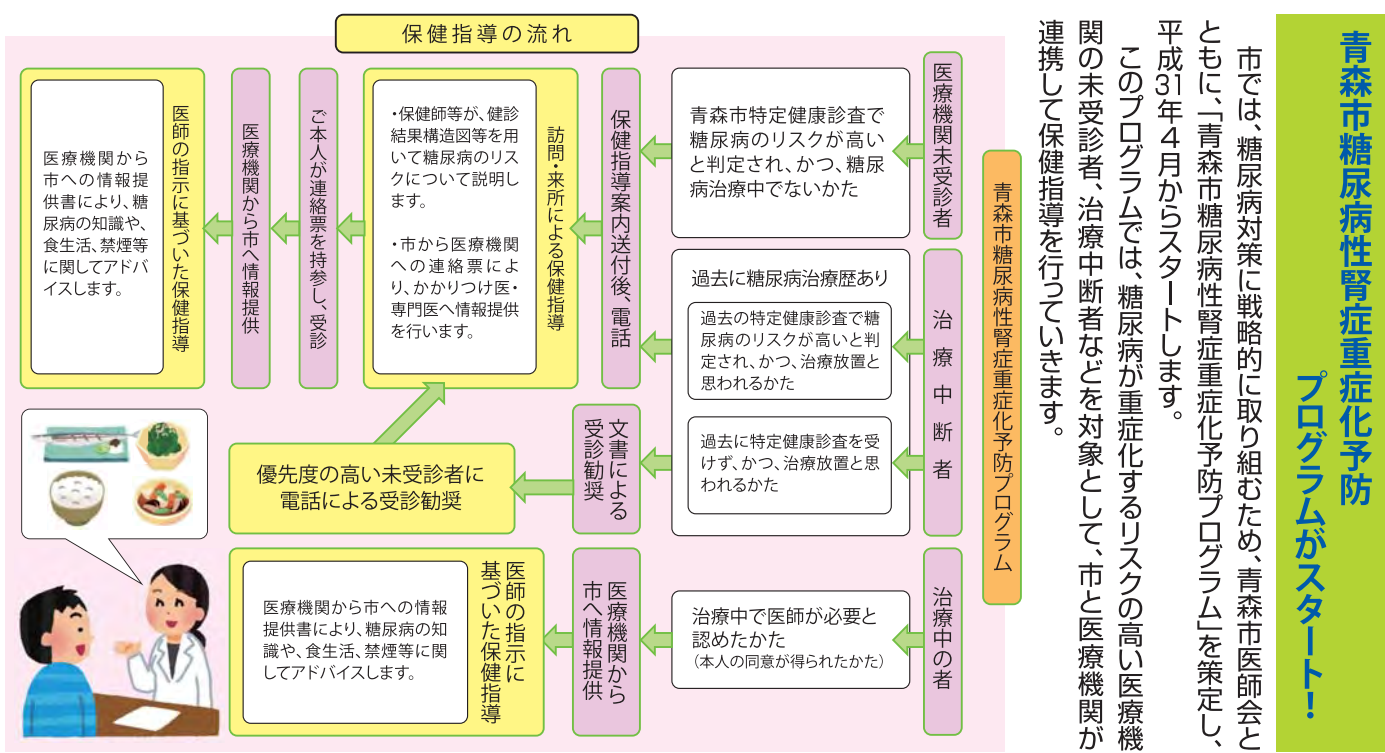 青森市糖尿病性腎症重症化予防
プログラムがスタート！
市では、糖尿病対策に戦略的に取り組むため、青森市医師会と
ともに、「青森市糖尿病性腎症重症化予防プログラム」を策定し、
平成31年４月からスタートします。
このプログラムでは、糖尿病が重症化するリスクの高い医療機
関の未受診者、治療中断者などを対象として、市と医療機関が
連携して保健指導を行っていきます。
保健指導の流れ
青森市糖尿病性腎症重症化予防プログラム
医療機関未受診者
青森市特定健康診査で
糖尿病のリスクが高い
と判定され、かつ、糖尿
病治療中でないかた
保健指導案内送付後、電話
訪問・来所による保健指導
・保健師等が、健診
結果構造図等を用
いて糖尿病のリス
クについて説明し
ます。
・市から医療機関
への連絡票によ
り、かかりつけ医・
専門医へ情報提供
を行います。
ご本人が連絡票を持参し、受診
医療機関から市へ情報提供
医師の指示に基づいた保健指導
医療機関から
市への情報提
供書により、糖
尿病の知識や、
食生活、禁煙等
に関してアドバ
イスします。
治療中断者
過去に糖尿病治療歴あり
過去の特定健康診査で糖
尿病のリスクが高いと判
定され、かつ、治療放置と
思われるかた
過去に特定健康診査を受
けず、かつ、治療放置と思
われるかた
文書による
受診勧奨
優先度の高い未受診者に
電話による受診勧奨
治療中の者
治療中で医師が必要と
認めたかた
（本人の同意が得られたかた）
医療機関から
市へ情報提供
医師の指示に
基づいた保健指導
医療機関から市への情報
提供書により、糖尿病の知
識や、食生活、禁煙等に関
してアドバイスします。